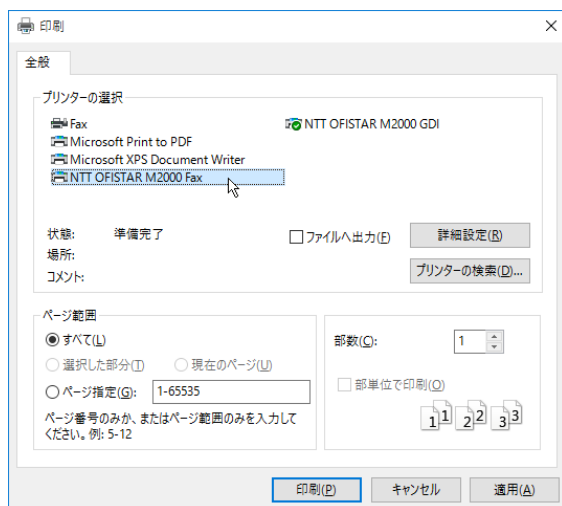 印刷
全般
プリンターの選択
Fax
NTT OFISTAR M2000 GDI
Microsoft Print to PDF
Microsoft XPS Document Writer
NTT OFISTAR M2000 Fax
状態: 準備完了
ファイルへ出力(F)
詳細設定(R)
場所:
コメント:
プリンターの検索(D)...
ページ範囲
すべて(L)
選択した部分(T)
現在のページ(U)
ページ指定(G): 1-65535
ページ番号のみか、またはページ範囲のみを入力して
ください。例: 5-12
部数(C): 1
部単位で印刷(O)
11 22 33
印刷(P)
キャンセル
適用(A)